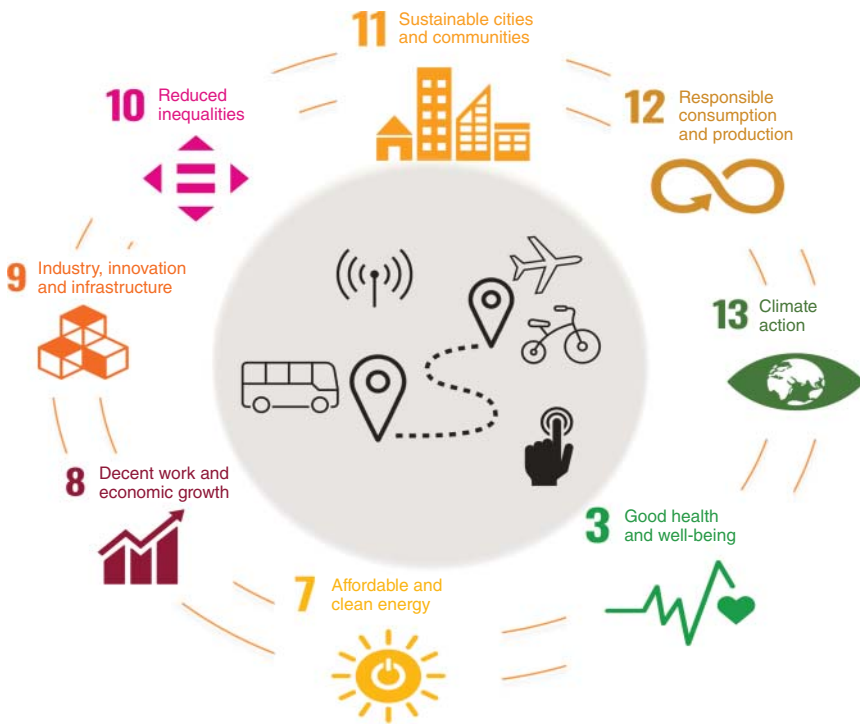 11 Sustainable cities
and communities
12 Responsible
consumption
and production
13 Climate
action
3 Good health
and well-being
7 Affordable and
clean energy
8 Decent work and
economic growth
9 Industry, innovation
and infrastructure
10 Reduced
inequalities